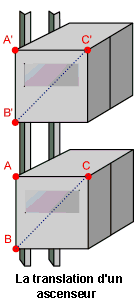 A' C'
B'
A C
B
La translation d'un
ascenseur